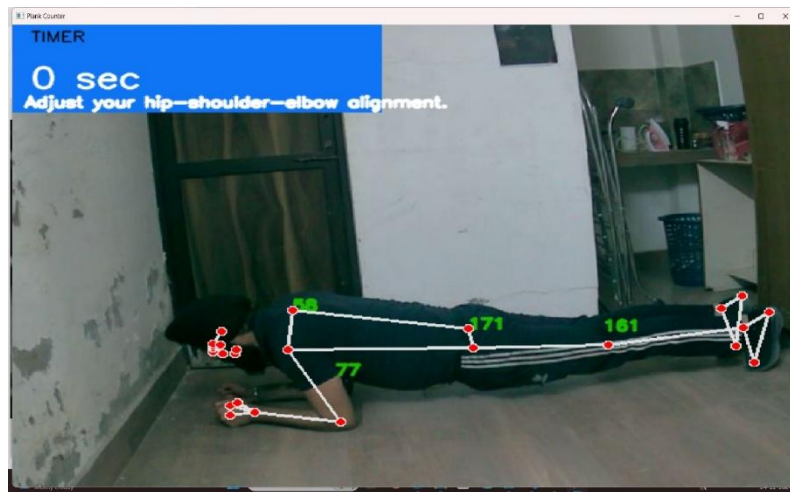 Plank Counter
TIMER
0 sec
Adjust your hip-shoulder-elbow alignment.
58
171
161
77